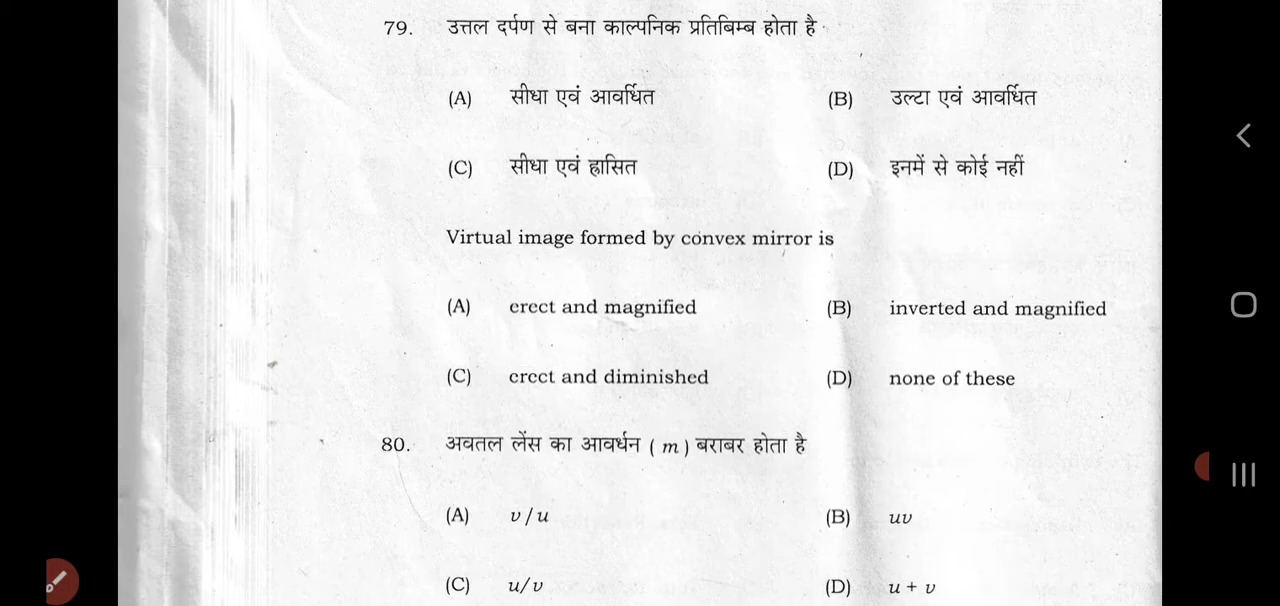 79. उत्तल दर्पण से बना काल्पनिक प्रतिबिम्ब होता है
(A) सीधा एवं आवर्धित (B) उल्टा एवं आवर्धित
(C) सीधा एवं ह्रासित (D) इनमें से कोई नहीं
Virtual image formed by convex mirror is
(A) erect and magnified (B) inverted and magnified
(C) erect and diminished (D) none of these
80. अवतल लेंस का आवर्धन ( m ) बराबर होता है
(A) v / u (B) uv
(C) u/v (D) u + v